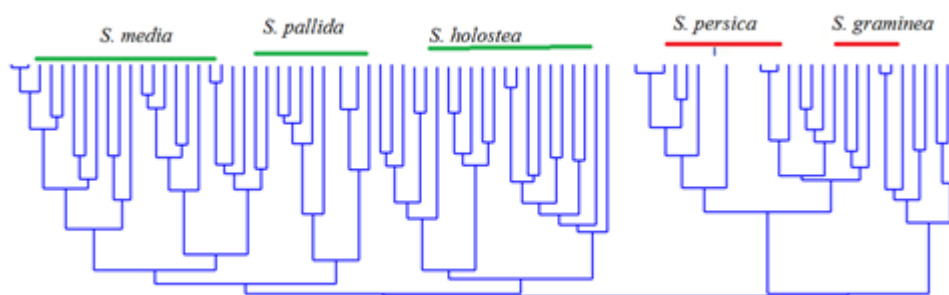 S. media
S. pallida
S. holostea
S. persica
S. graminea